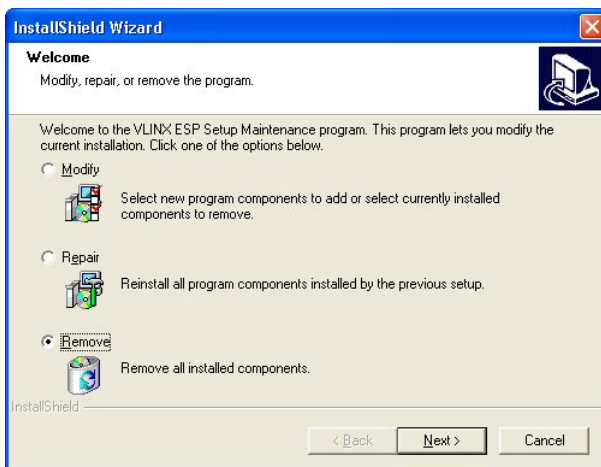 InstallShield Wizard
Welcome
Modify, repair, or remove the program.
Welcome to the VLINX ESP Setup Maintenance program. This program lets you modify the
current installation. Click one of the options below.
Modify
Select new program components to add or select currently installed
components to remove.
Repair
Reinstall all program components installed by the previous setup.
Remove
Remove all installed components.
InstallShield
< Back
Next >
Cancel